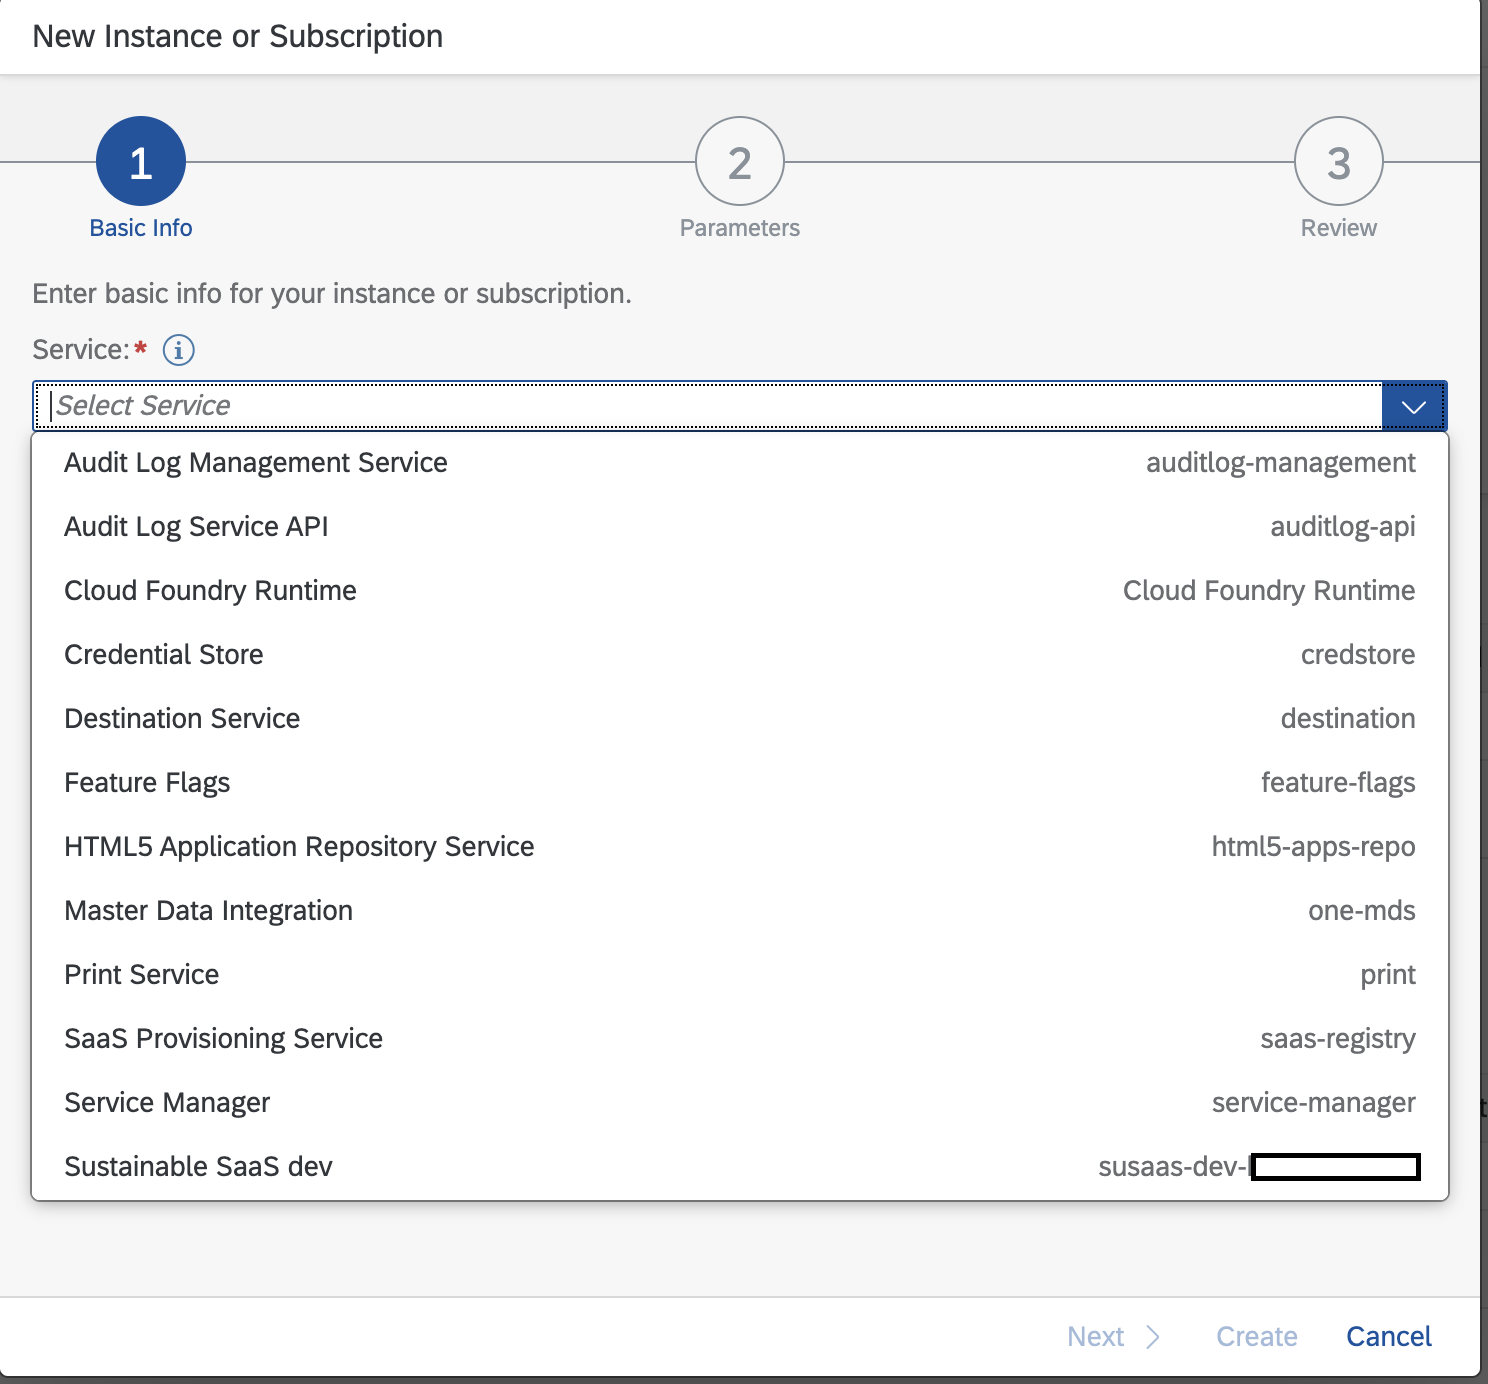 New Instance or Subscription
1
2
3
Basic Info
Parameters
Review
Enter basic info for your instance or subscription.
Service:*
Select Service
Audit Log Management Service auditlog-management
Audit Log Service API auditlog-api
Cloud Foundry Runtime Cloud Foundry Runtime
Credential Store credstore
Destination Service destination
Feature Flags feature-flags
HTML5 Application Repository Service html5-apps-repo
Master Data Integration one-mds
Print Service print
SaaS Provisioning Service saas-registry
Service Manager service-manager
Sustainable SaaS dev susaas-dev-
Next Create Cancel